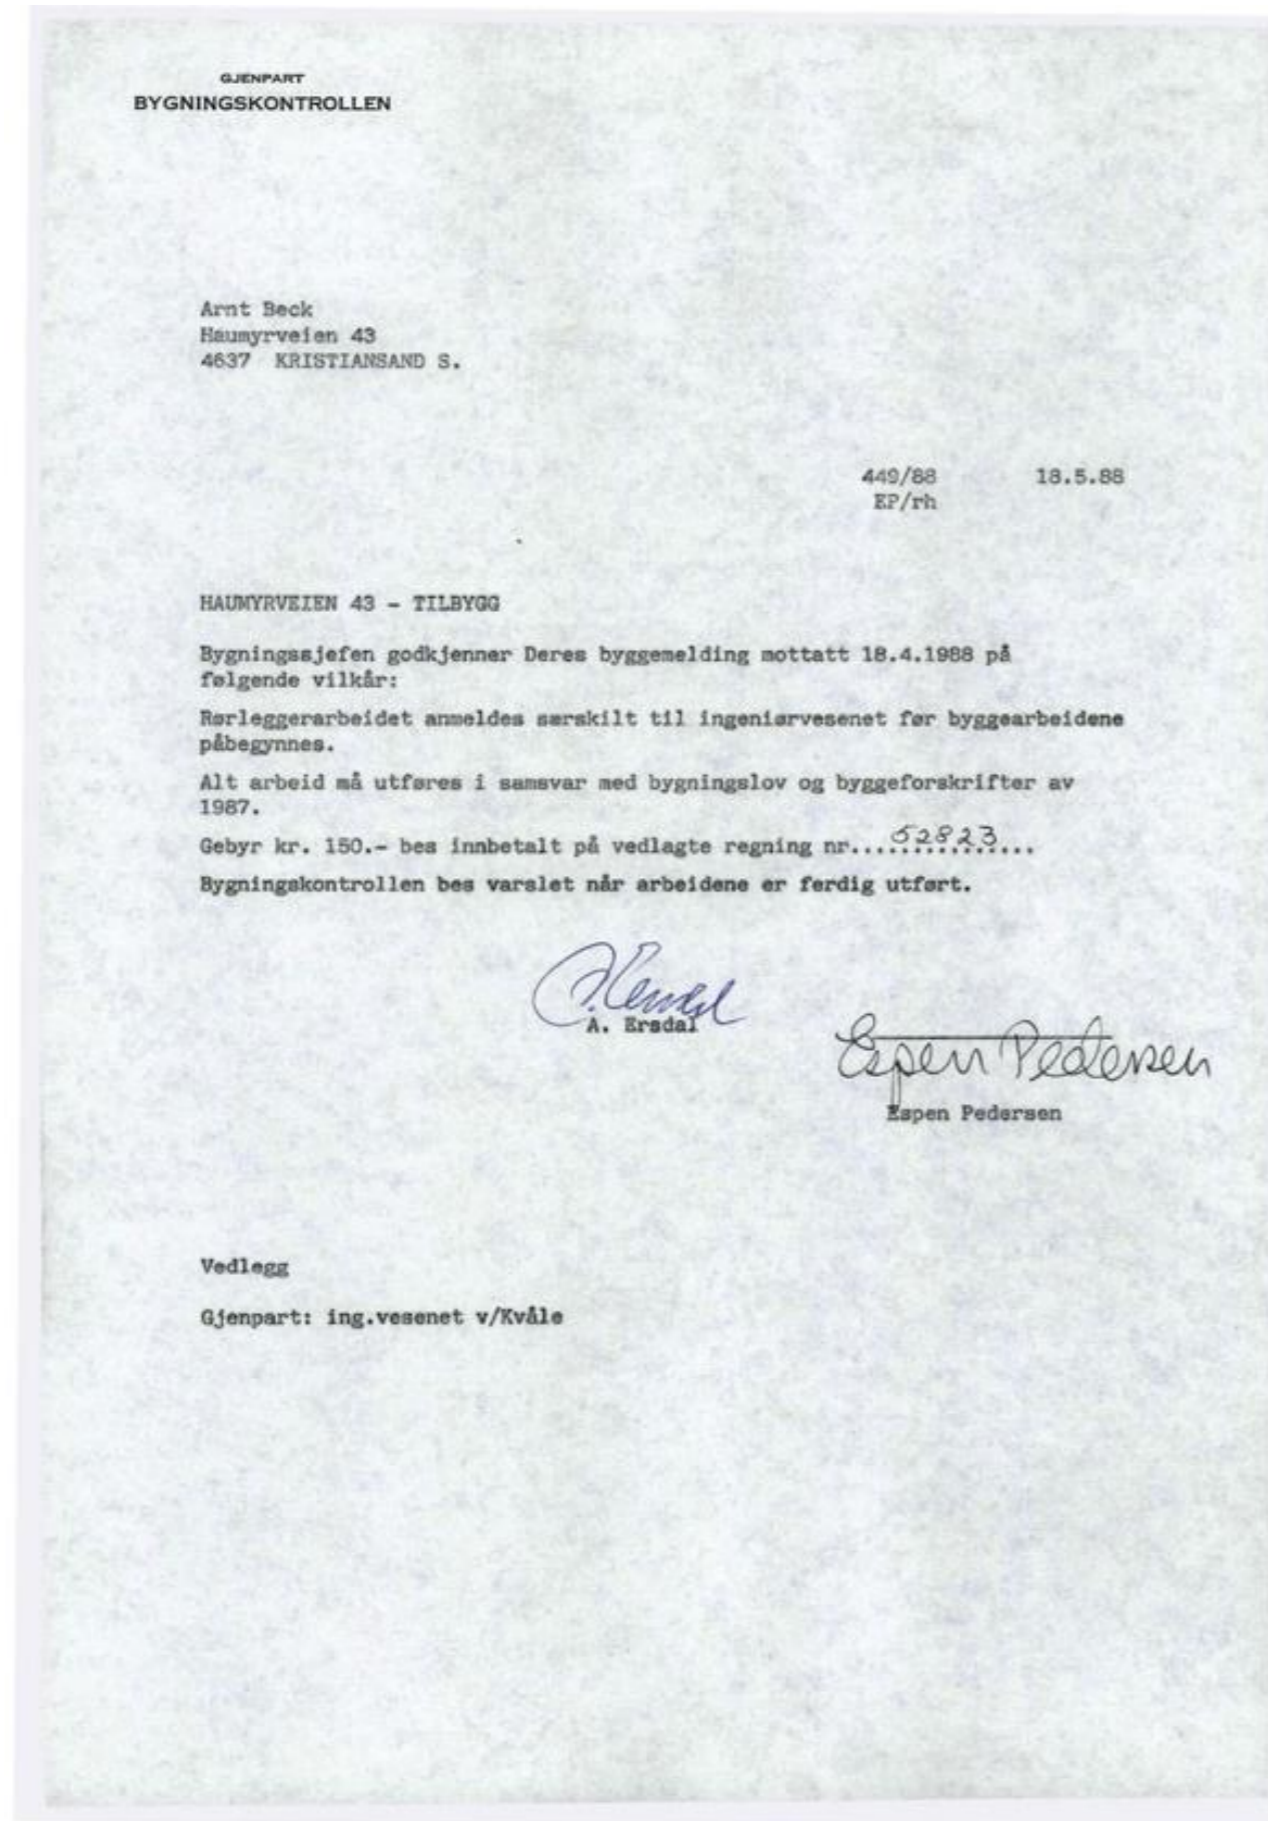 GJENPART
BYGNINGSKONTROLLEN
Arnt Beck
Haumyrveien 43
4637 KRISTIANSAND S.
449/88 18.5.88
EP/rh
HAUMYRVEIEN 43 - TILBYGG
Bygningssjefen godkjenner Deres byggemelding mottatt 18.4.1988 på
følgende vilkår:
Rørleggerarbeidet anmeldes særskilt til ingeniørvesenet før byggearbeidene
påbegynnes.
Alt arbeid må utføres i samsvar med bygningslov og byggeforskrifter av
1987.
Gebyr kr. 150.- bes innbetalt på vedlagte regning nr....52823...
Bygningskontrollen bes varslet når arbeidene er ferdig utført.
A. Ersdal
Espen Pedersen
Espen Pedersen
Vedlegg
Gjenpart: ing.vesenet v/Kvåle